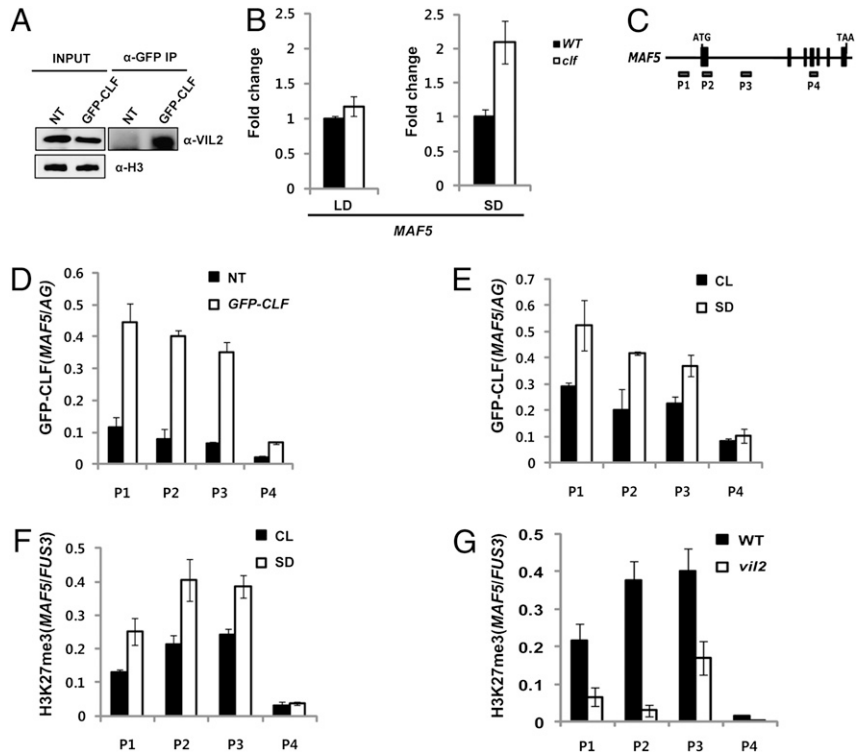 A
INPUT
α-GFP IP
NT
GFP-CLF
NT
GFP-CLF
α-VIL2
α-H3
B
Fold change
2.5
2
1.5
1
0.5
0
LD
Fold change
2.5
2
1.5
1
0.5
0
SD
MAF5
WT
clf
C
MAF5
ATG
TAA
P1
P2
P3
P4
D
GFP-CLF(MAF5/AG)
0.6
0.5
0.4
0.3
0.2
0.1
0
NT
GFP-CLF
P1 P2 P3 P4
E
GFP-CLF(MAF5/AG)
0.7
0.6
0.5
0.4
0.3
0.2
0.1
0
CL
SD
P1 P2 P3 P4
F
H3K27me3(MAF5/FUS3)
0.5
0.4
0.3
0.2
0.1
0
CL
SD
P1 P2 P3 P4
G
H3K27me3(MAF5/FUS3)
0.5
0.4
0.3
0.2
0.1
0
WT
vil2
P1 P2 P3 P4